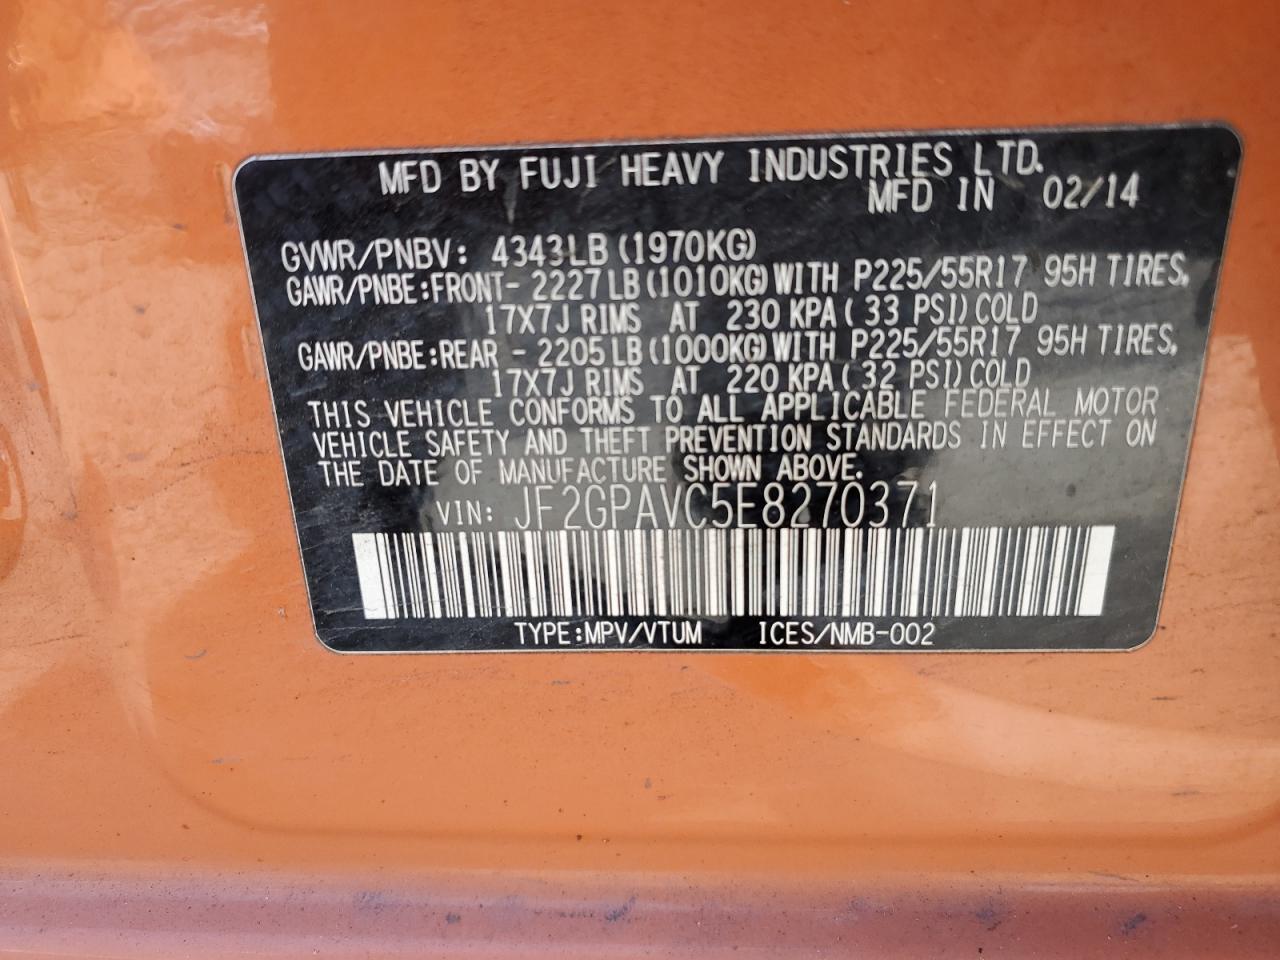 MFD BY FUJI HEAVY INDUSTRIES LTD.
MFD IN 02/14
GVWR/PNBV: 4343LB (1970KG)
GAWR/PNBE:FRONT- 2227LB(1010KG)WITH P225/55R17 95H TIRES,
17X7J RIMS AT 230 KPA(33 PSI)COLD
GAWR/PNBE:REAR - 2205LB(1000KG)WITH P225/55R17 95H TIRES,
17X7J RIMS AT 220 KPA(32 PSI)COLD
THIS VEHICLE CONFORMS TO ALL APPLICABLE FEDERAL MOTOR
VEHICLE SAFETY AND THEFT PREVENTION STANDARDS IN EFFECT ON
THE DATE OF MANUFACTURE SHOWN ABOVE.
VIN: JF2GPAVC5E8270371
TYPE:MPV/VTUM ICES/NMB-002